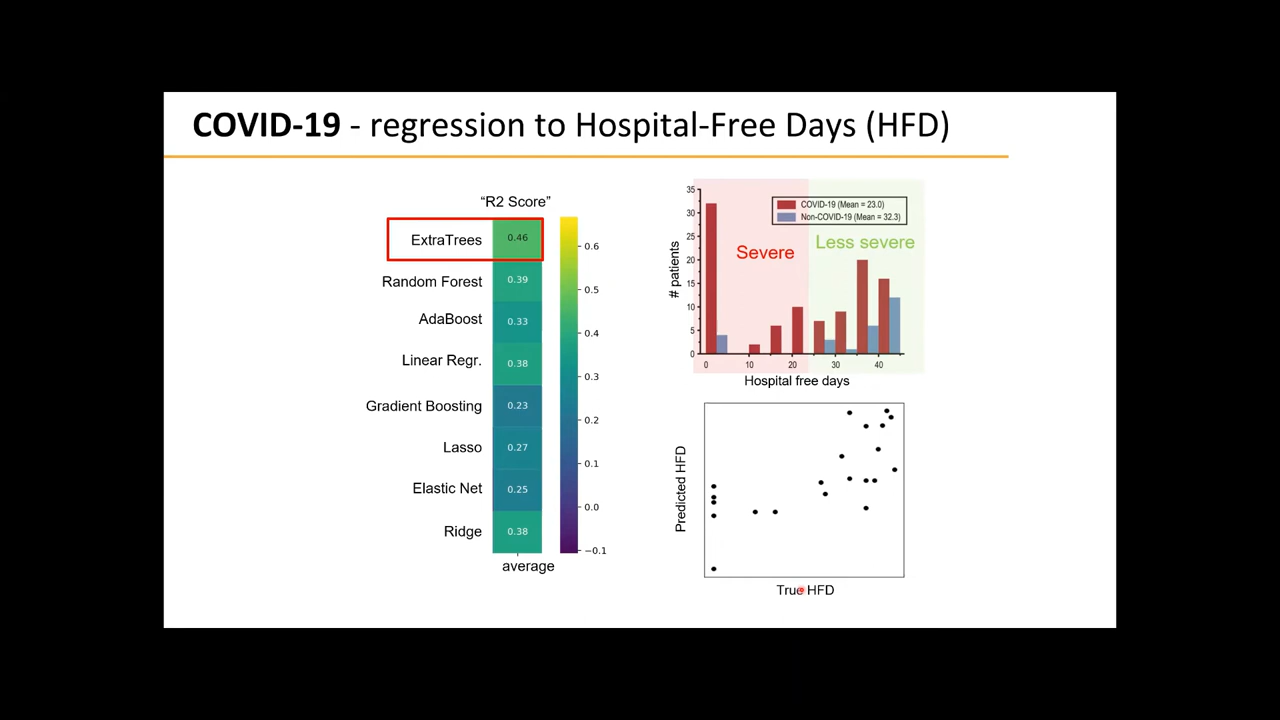 COVID-19 - regression to Hospital-Free Days (HFD)
“R2 Score”
ExtraTrees 0.46
Random Forest 0.39
AdaBoost 0.33
Linear Regr. 0.38
Gradient Boosting 0.23
Lasso 0.27
Elastic Net 0.25
Ridge 0.38
average
0.6
0.5
0.4
0.3
0.2
0.1
0.0
−0.1
35
30
25
20
15
10
5
0
# patients
COVID-19 (Mean = 23.0)
Non-COVID-19 (Mean = 32.3)
Severe
Less severe
0 10 20 30 40
Hospital free days
Predicted HFD
True HFD